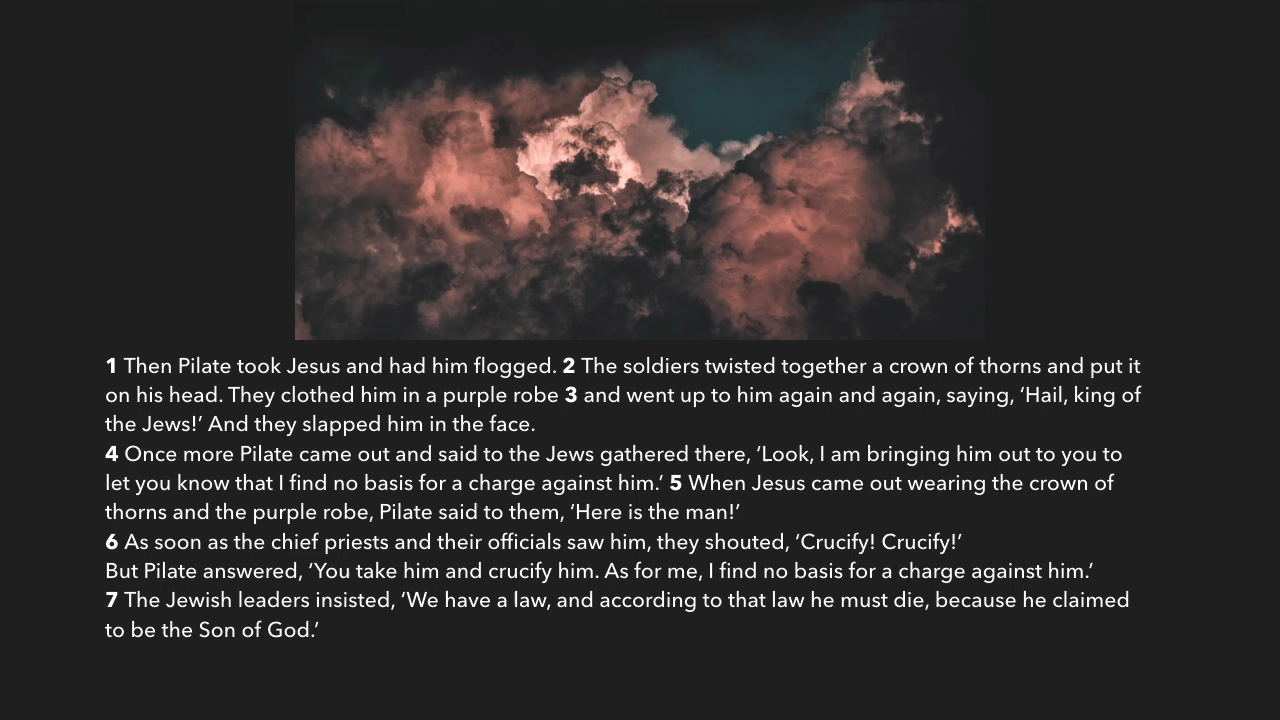 1 Then Pilate took Jesus and had him flogged. 2 The soldiers twisted together a crown of thorns and put it
on his head. They clothed him in a purple robe 3 and went up to him again and again, saying, ‘Hail, king of
the Jews!’ And they slapped him in the face.
4 Once more Pilate came out and said to the Jews gathered there, ‘Look, I am bringing him out to you to
let you know that I find no basis for a charge against him.’ 5 When Jesus came out wearing the crown of
thorns and the purple robe, Pilate said to them, ‘Here is the man!’
6 As soon as the chief priests and their officials saw him, they shouted, ‘Crucify! Crucify!’
But Pilate answered, ‘You take him and crucify him. As for me, I find no basis for a charge against him.’
7 The Jewish leaders insisted, ‘We have a law, and according to that law he must die, because he claimed
to be the Son of God.’